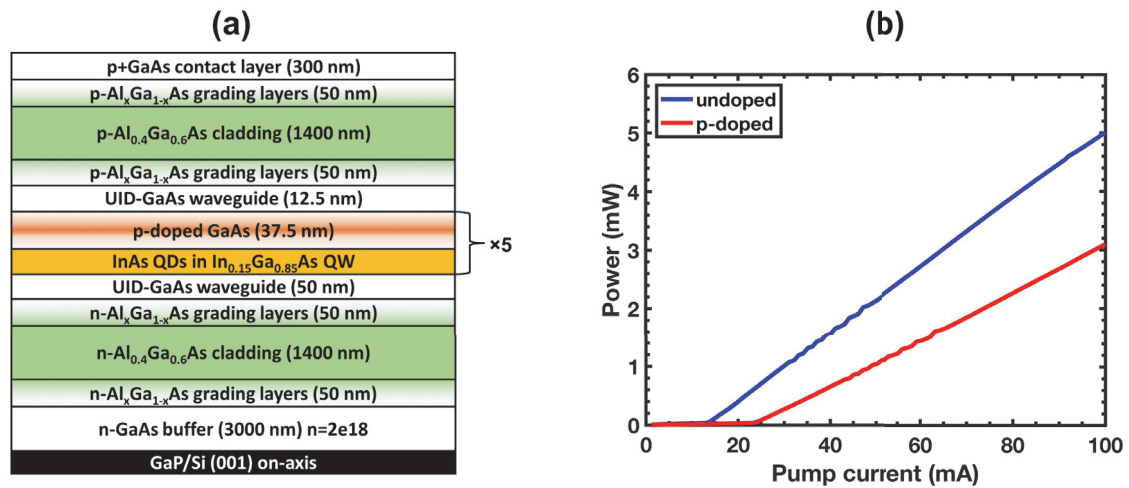 (a)
p+GaAs contact layer (300 nm)
p-AlₓGa₁₋ₓAs grading layers (50 nm)
p-Al₀.₄Ga₀.₆As cladding (1400 nm)
p-AlₓGa₁₋ₓAs grading layers (50 nm)
UID-GaAs waveguide (12.5 nm)
p-doped GaAs (37.5 nm)
×5
InAs QDs in In₀.₁₅Ga₀.₈₅As QW
UID-GaAs waveguide (50 nm)
n-AlₓGa₁₋ₓAs grading layers (50 nm)
n-Al₀.₄Ga₀.₆As cladding (1400 nm)
n-AlₓGa₁₋ₓAs grading layers (50 nm)
n-GaAs buffer (3000 nm) n=2e18
GaP/Si (001) on-axis
(b)
undoped
p-doped
Power (mW)
6
5
4
3
2
1
0
0
20
40
60
80
100
Pump current (mA)